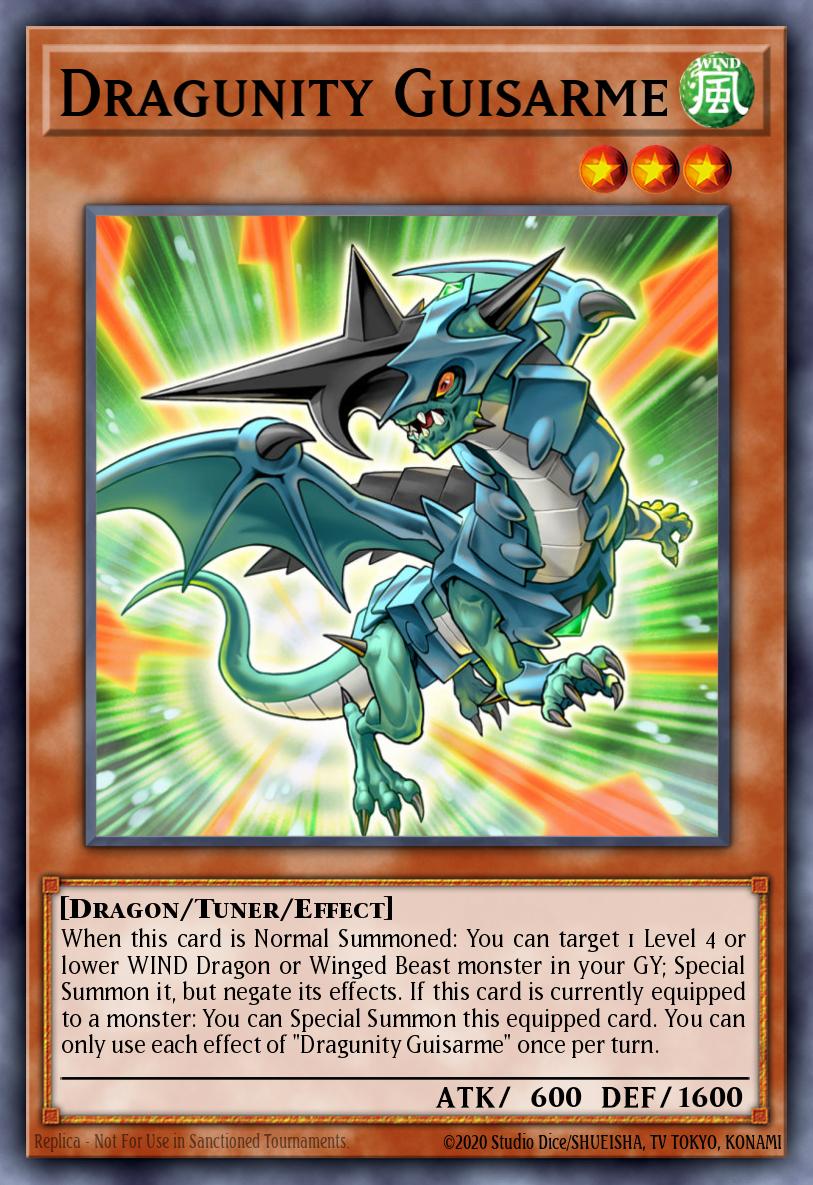 Dragunity Guisarme
WIND
風
[Dragon/Tuner/Effect]
When this card is Normal Summoned: You can target 1 Level 4 or
lower WIND Dragon or Winged Beast monster in your GY; Special
Summon it, but negate its effects. If this card is currently equipped
to a monster: You can Special Summon this equipped card. You can
only use each effect of "Dragunity Guisarme" once per turn.
ATK/ 600 DEF/1600
Replica - Not For Use in Sanctioned Tournaments.
©2020 Studio Dice/SHUEISHA, TV TOKYO, KONAMI